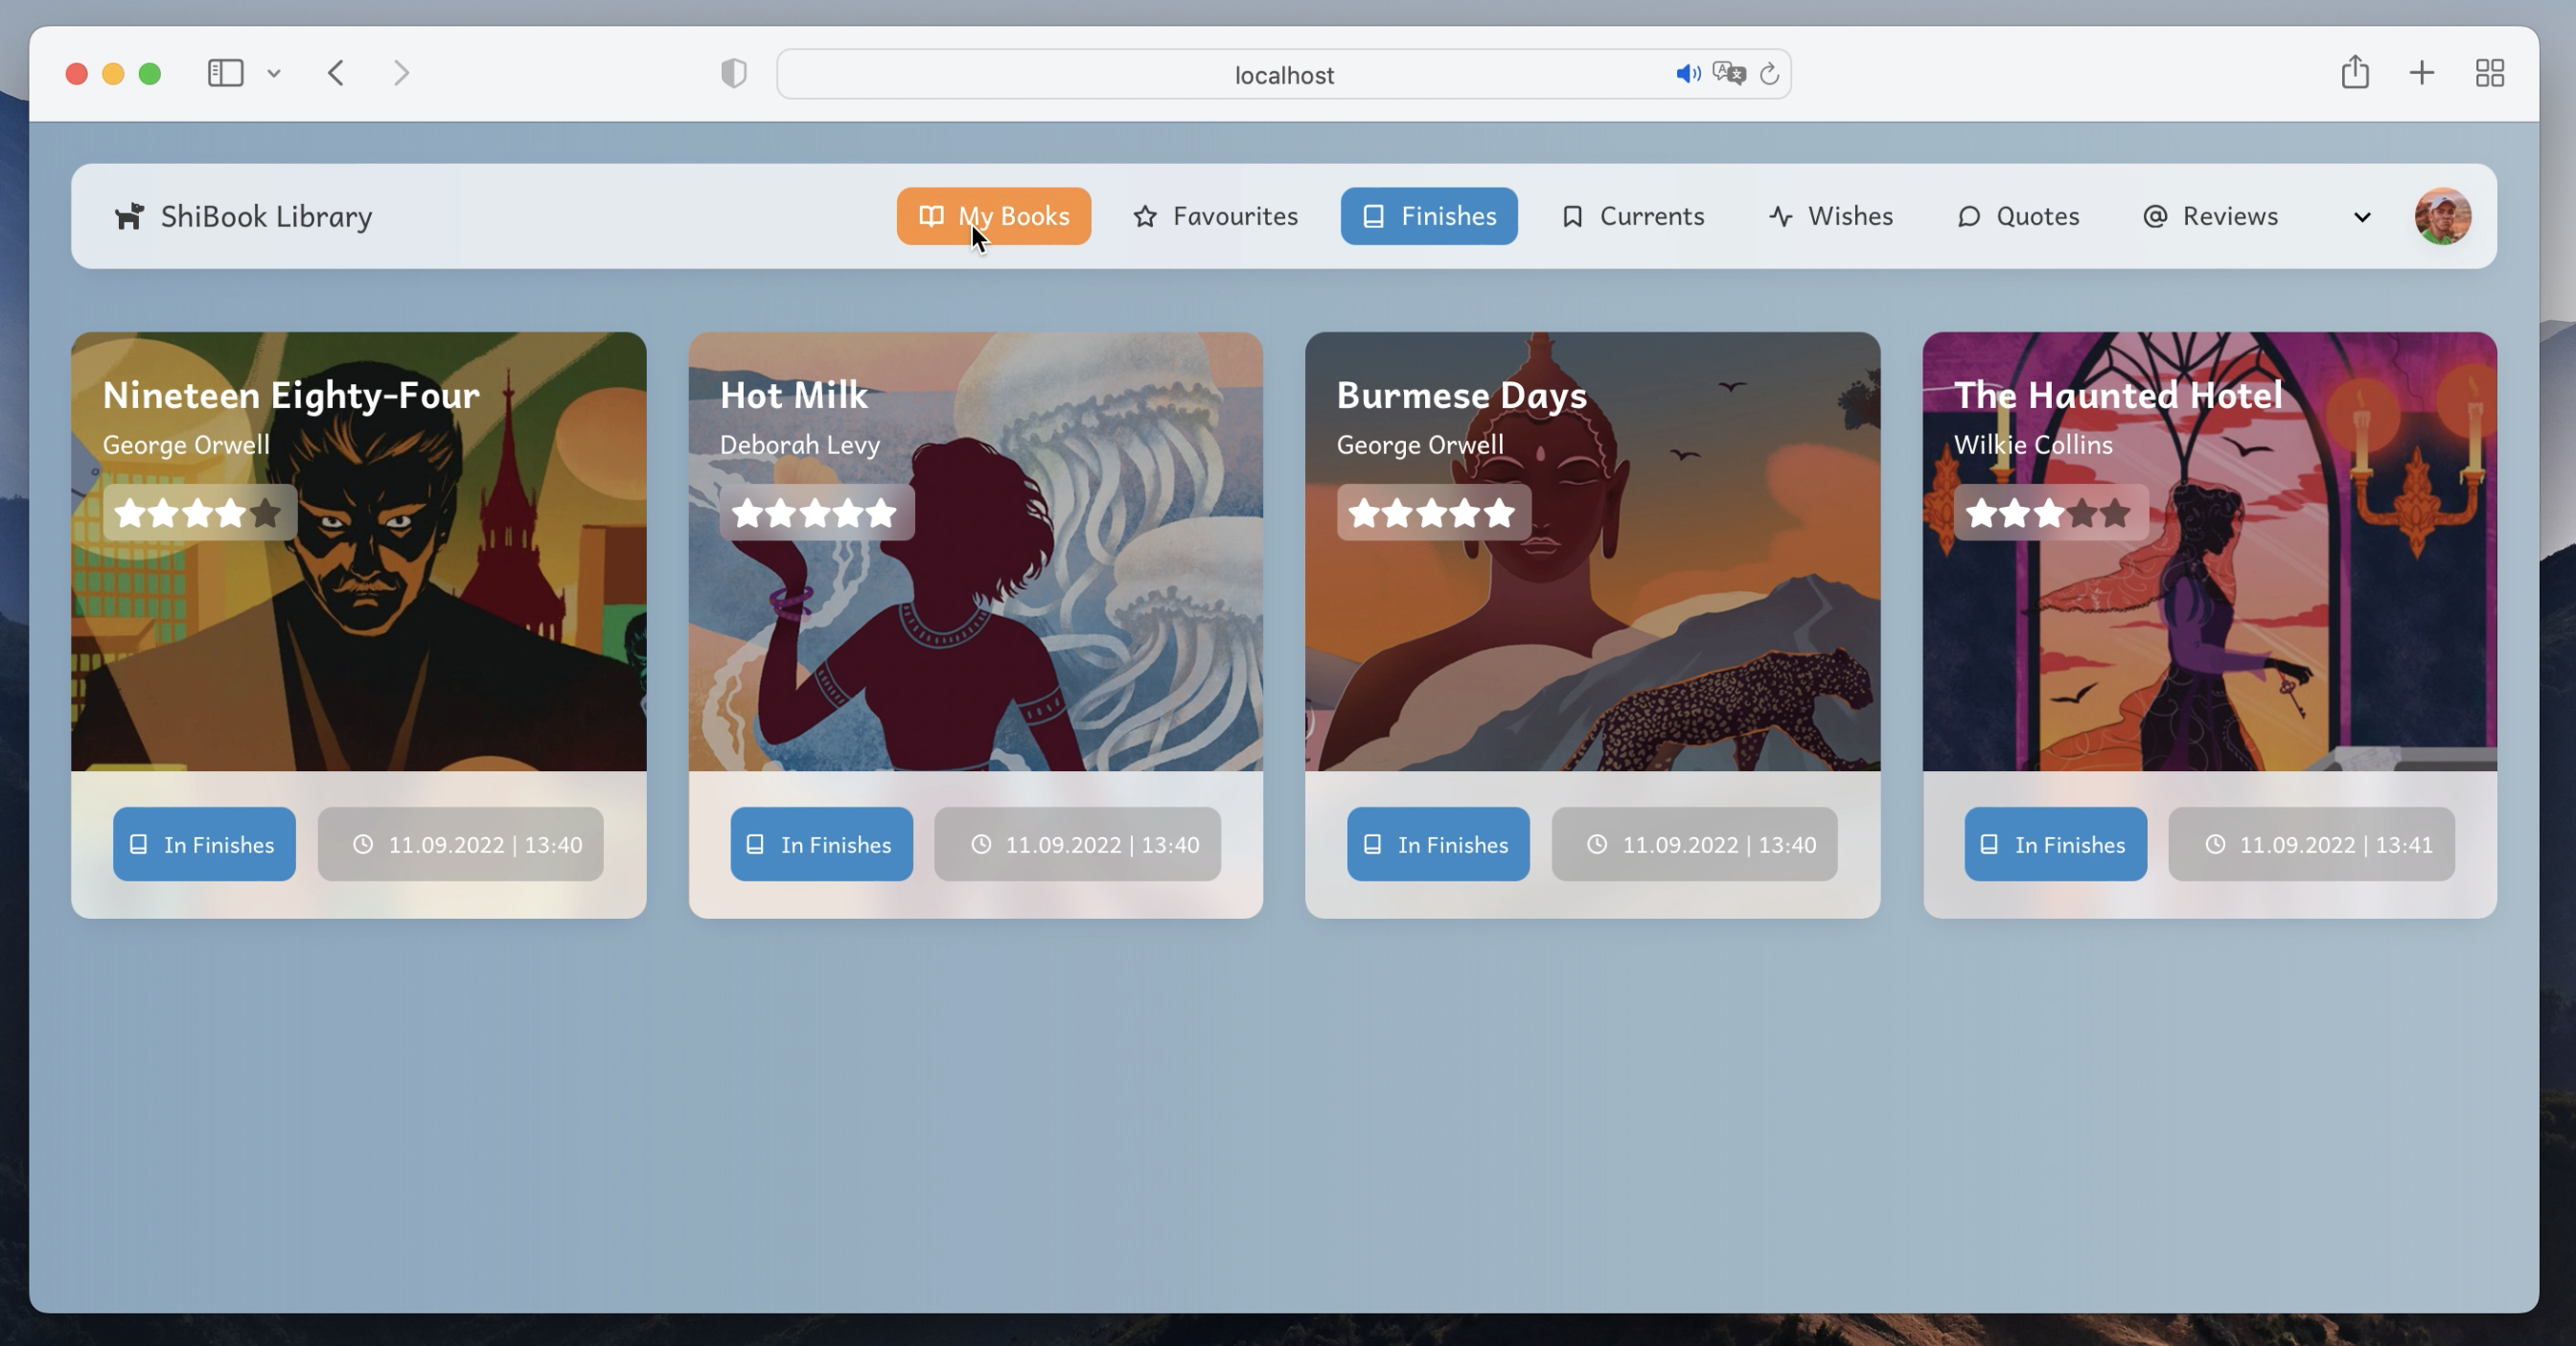 localhost
ShiBook Library
My Books
Favourites
Finishes
Currents
Wishes
Quotes
Reviews
Nineteen Eighty-Four
George Orwell
In Finishes
11.09.2022 | 13:40
Hot Milk
Deborah Levy
In Finishes
11.09.2022 | 13:40
Burmese Days
George Orwell
In Finishes
11.09.2022 | 13:40
The Haunted Hotel
Wilkie Collins
In Finishes
11.09.2022 | 13:41